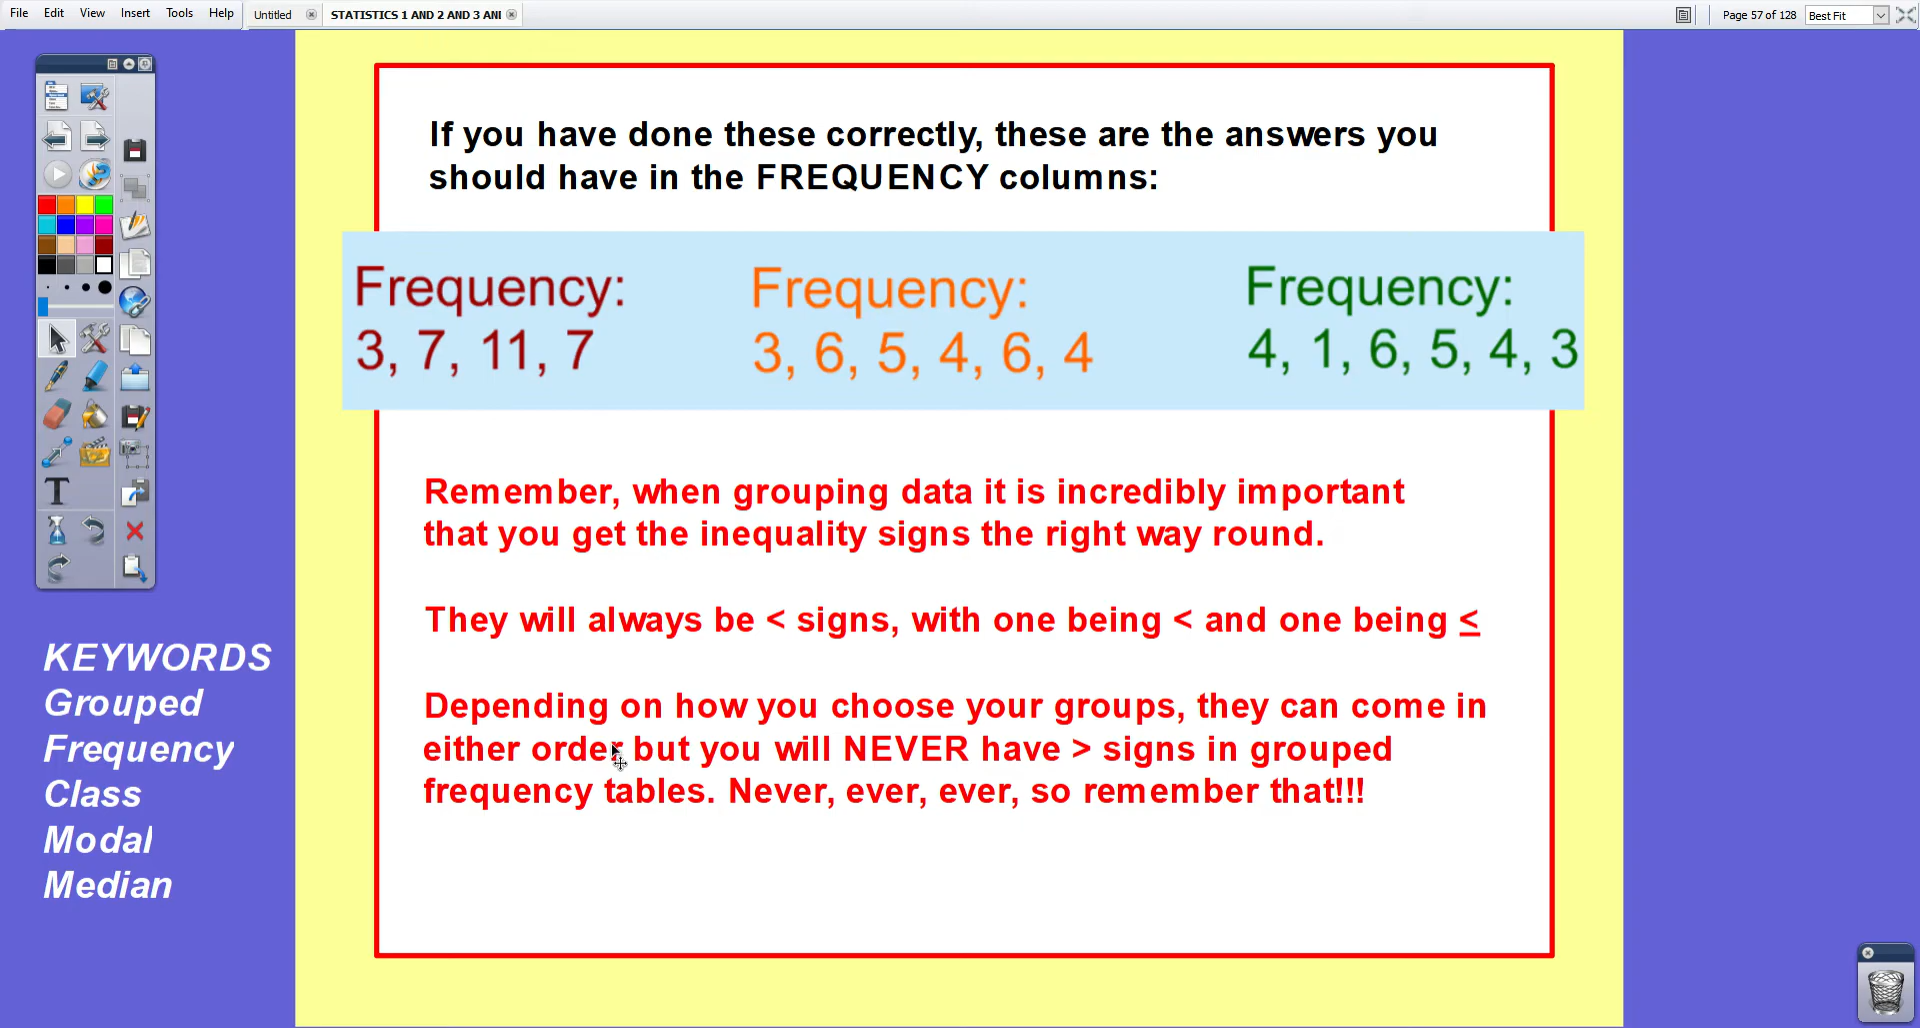 File Edit View Insert Tools Help Untitled STATISTICS 1 AND 2 AND 3 ANI Page 57 of 128 Best Fit
If you have done these correctly, these are the answers you
should have in the FREQUENCY columns:
Frequency: Frequency: Frequency:
3, 7, 11, 7 3, 6, 5, 4, 6, 4 4, 1, 6, 5, 4, 3
Remember, when grouping data it is incredibly important
that you get the inequality signs the right way round.
They will always be < signs, with one being < and one being ≤
Depending on how you choose your groups, they can come in
either order but you will NEVER have > signs in grouped
frequency tables. Never, ever, ever, so remember that!!!
T
KEYWORDS
Grouped
Frequency
Class
Modal
Median